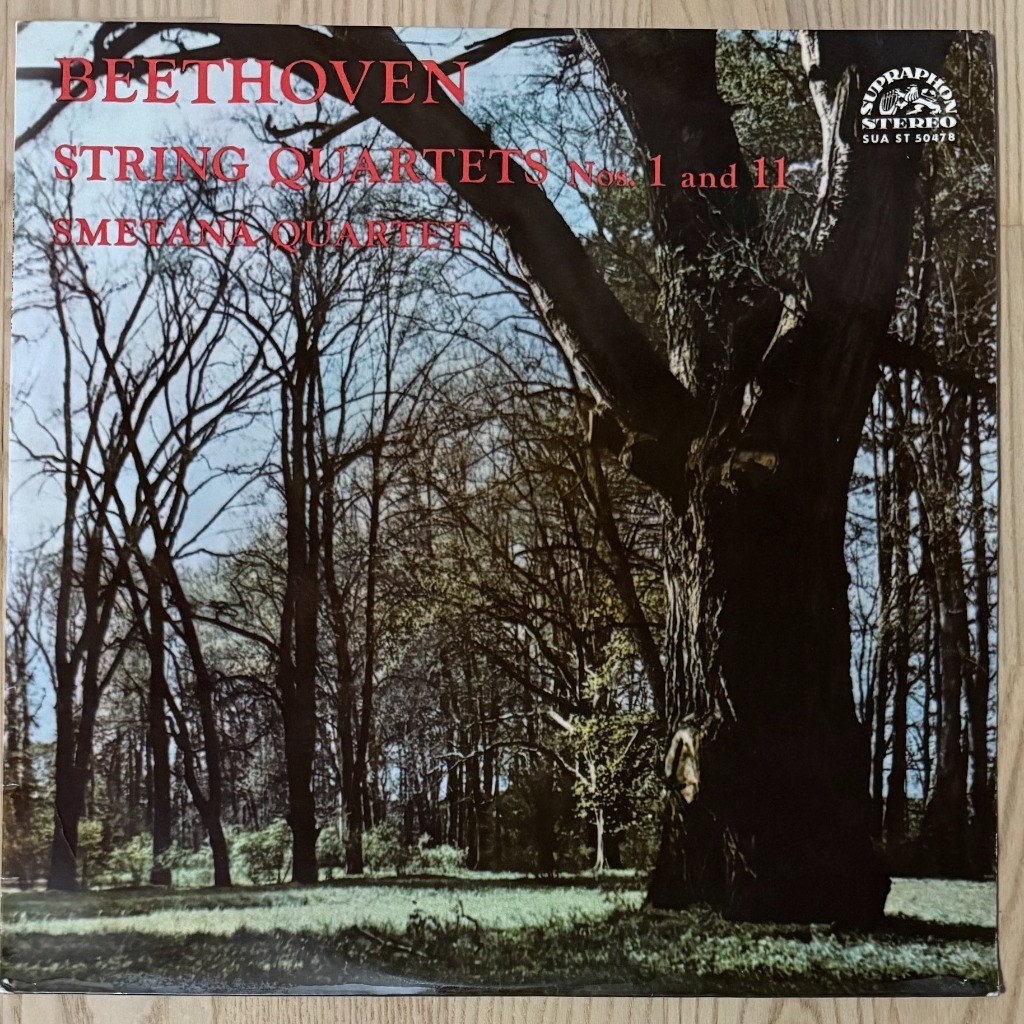 BEETHOVEN
STRING QUARTETS Nos. 1 and 11
SMETANA QUARTET
SUPRAPHON
STEREO
SUA ST 50478